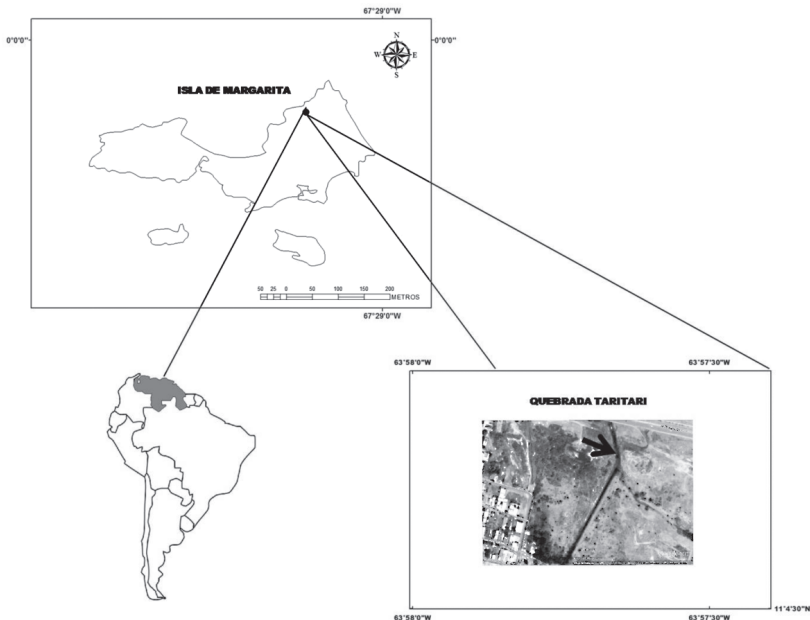 67°29'0"W
0°0'0"
0°0'0"
N
W E
S
ISLA DE MARGARITA
50 25 0 50 100 150 200
METROS
67°29'0"W
63°58'0"W
63°57'30"W
QUEBRADA TARITARI
11°4'30"N
63°58'0"W
63°57'30"W